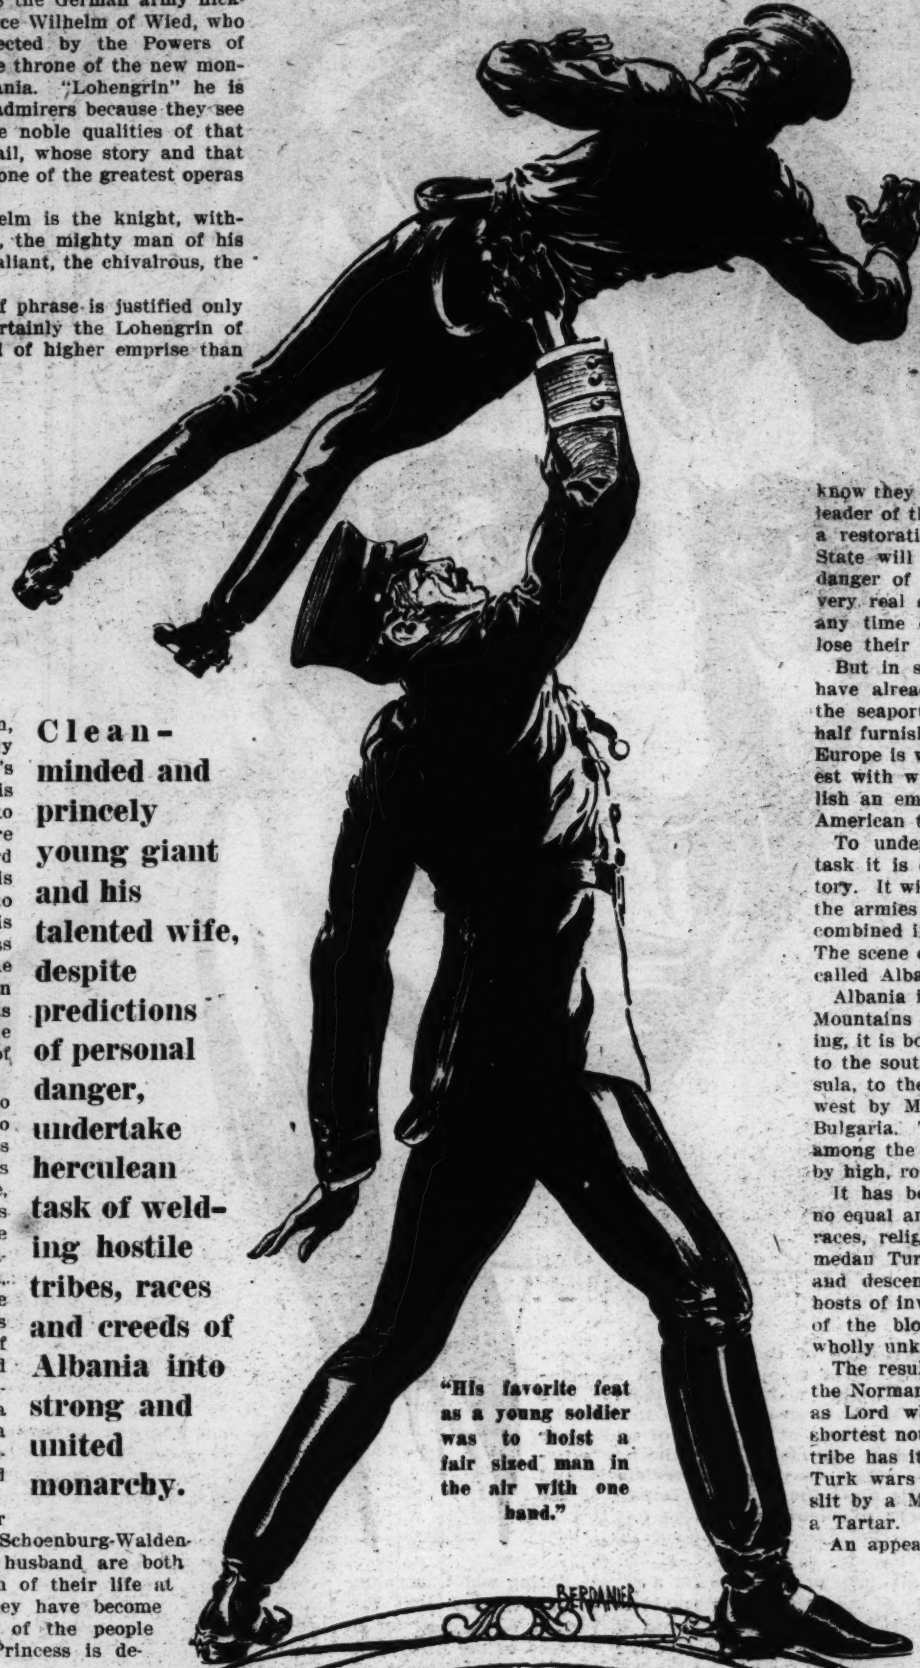 s the German army nick-
ce Wilhelm of Wied, who
ected by the Powers of
e throne of the new mon-
ania. "Lohengrin" he is
admirers because they see
e noble qualities of that
ail, whose story and that
one of the greatest operas
elm is the knight, with-
, the mighty man of his
aliant, the chivalrous, the
f phrase is justified only
rtainly the Lohengrin of
l of higher emprise than
Clean-
minded and
princely
young giant
and his
talented wife,
despite
predictions
of personal
danger,
undertake
herculean
task of weld-
ing hostile
tribes, races
and creeds of
Albania into
strong and
united
monarchy.
Schoenburg-Walden-
husband are both
n of their life at
ey have become
of the people
Princess is de-
"His favorite feat
as a young soldier
was to hoist a
fair sized man in
the air with one
hand."
BERDANIER
know they
leader of t
a restorati
State will
danger of
very real
any time
lose their
But in s
have alrea
the seapor
half furnis
Europe is v
est with w
lish an em
American t
To unde
task it is
tory. It wi
the armies
combined i
The scene
called Alba
Albania i
Mountains
ing, it is bo
to the sout
sula, to the
west by M
Bulgaria.
among the
by high, ro
It has be
no equal a
races, relig
medan Tur
and descen
hosts of inv
of the blo
wholly unk
The resu
the Norman
as Lord w
shortest not
tribe has it
Turk wars
slit by a M
a Tartar.
An appea